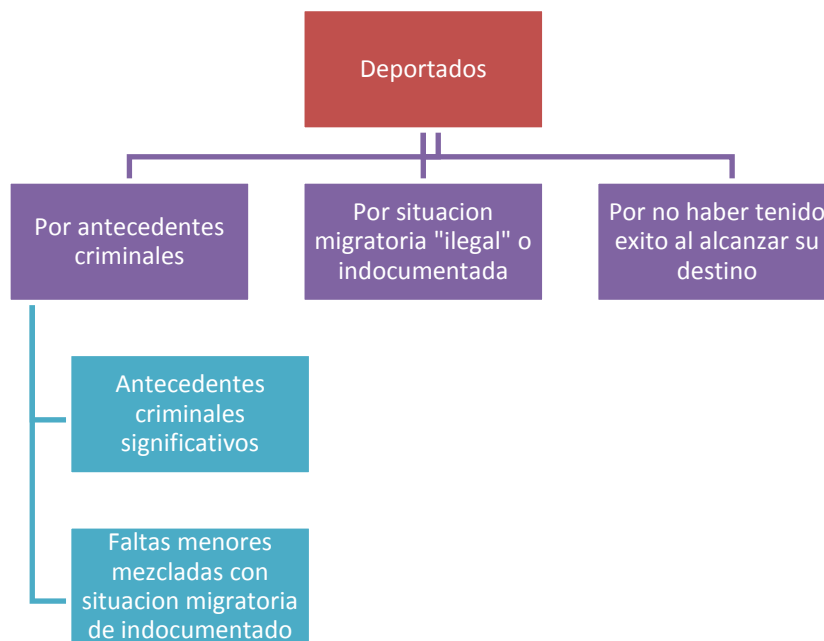 Deportados
Por antecedentes
criminales
Por situacion
migratoria "ilegal" o
indocumentada
Por no haber tenido
exito al alcanzar su
destino
Antecedentes
criminales
significativos
Faltas menores
mezcladas con
situacion migratoria
de indocumentado